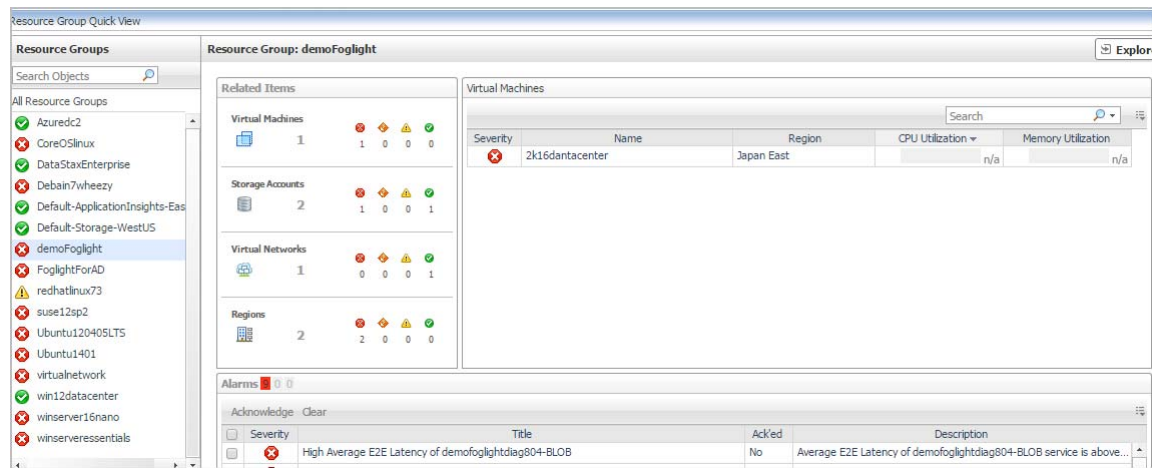 Resource Group Quick View
Resource Groups
Search Objects
All Resource Groups
Azuredc2
CoreOSlinux
DataStaxEnterprise
Debain7wheezy
Default-ApplicationInsights-Eas
Default-Storage-WestUS
demoFoglight
FoglightForAD
redhatlinux73
suse12sp2
Ubuntu120405LTS
Ubuntu1401
virtualnetwork
win12datacenter
winserver16nano
winserveressentials
Resource Group: demoFoglight
Explor
Related Items
Virtual Machines
1
1 0 0 0
Storage Accounts
2
1 0 0 1
Virtual Networks
1
0 0 0 1
Regions
2
2 0 0 0
Virtual Machines
Search
Severity Name Region CPU Utilization Memory Utilization
2k16dantacenter Japan East n/a n/a
Alarms 9 0 0
Acknowledge Clear
Severity Title Ack'ed Description
High Average E2E Latency of demofoglightdiag804-BLOB No Average E2E Latency of demofoglightdiag804-BLOB service is above...